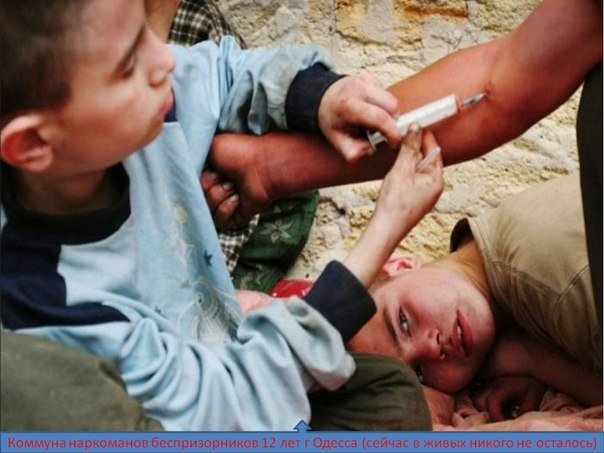 Коммуна наркоманов беспризорников 12 лет г Одесса (сейчас в живых никого не осталось)